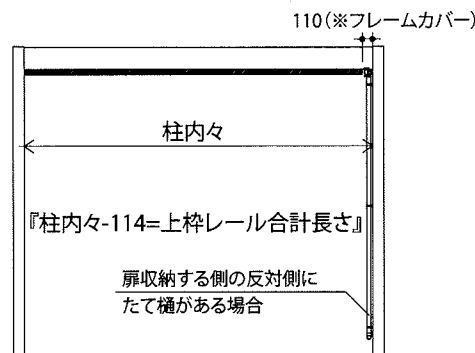 110(※フレームカバー)
柱内々
『柱内々-114=上枠レール合計長さ』
扉収納する側の反対側に
たて樋がある場合